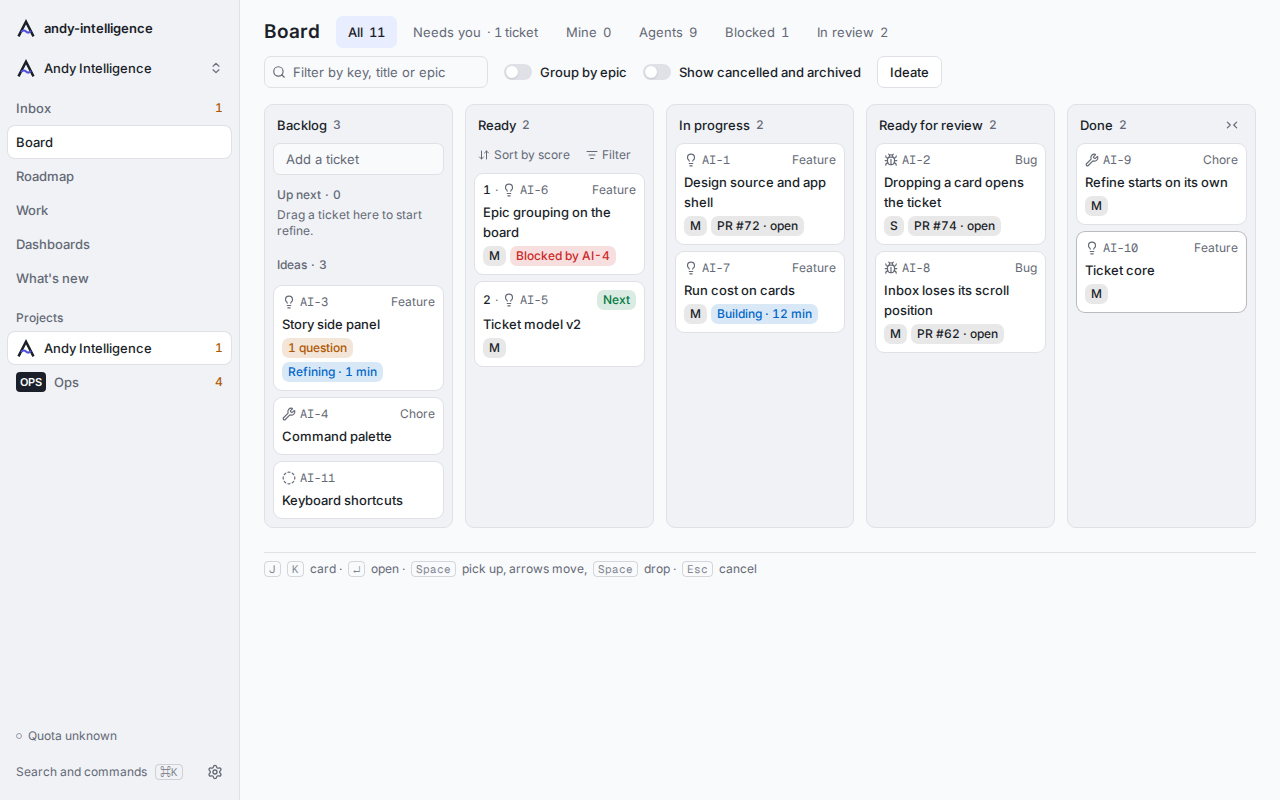 andy-intelligence
Andy Intelligence
Inbox 1
Board
Roadmap
Work
Dashboards
What's new
Projects
Andy Intelligence 1
OPS Ops 4
Quota unknown
Search and commands ⌘K
Board All 11 Needs you · 1 ticket Mine 0 Agents 9 Blocked 1 In review 2
Filter by key, title or epic Group by epic Show cancelled and archived Ideate
Backlog 3
Add a ticket
Up next · 0
Drag a ticket here to start
refine.
Ideas · 3
AI-3 Feature
Story side panel
1 question
Refining · 1 min
AI-4 Chore
Command palette
AI-11
Keyboard shortcuts
Ready 2
Sort by score Filter
1 · AI-6 Feature
Epic grouping on the
board
M Blocked by AI-4
2 · AI-5 Next
Ticket model v2
M
In progress 2
AI-1 Feature
Design source and app
shell
M PR #72 · open
AI-7 Feature
Run cost on cards
M Building · 12 min
Ready for review 2
AI-2 Bug
Dropping a card opens
the ticket
S PR #74 · open
AI-8 Bug
Inbox loses its scroll
position
M PR #62 · open
Done 2
AI-9 Chore
Refine starts on its own
M
AI-10 Feature
Ticket core
M
J K card · ↵ open · Space pick up, arrows move, Space drop · Esc cancel